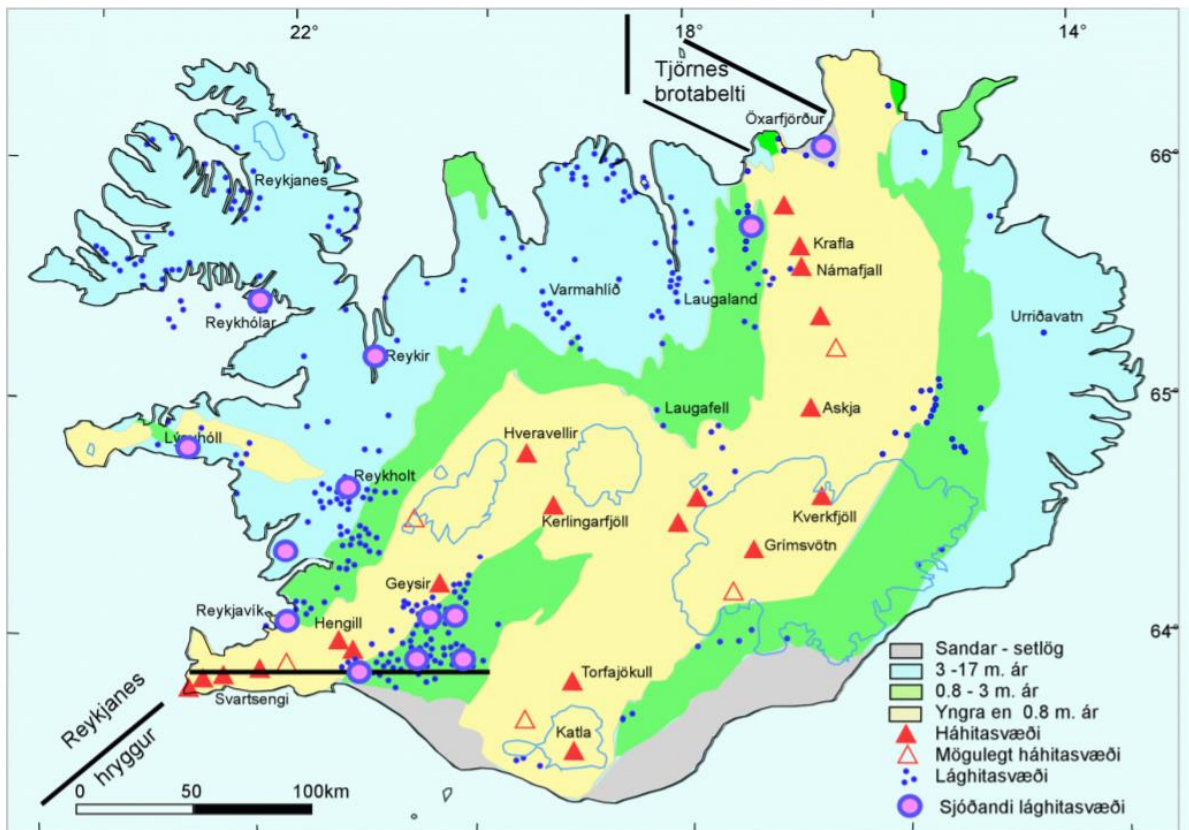 22°
18°
14°
Tjörnes
brotabelti
Öxarfjörður
66°
Reykjanes
Krafla
Námafjall
Varmahlíð
Laugaland
Reykhólar
Urriðavatn
Reykir
65°
Askja
Laugafell
Hveravellir
Lýsuhóll
Reykholt
Kerlingarfjöll
Kverkfjöll
Grímsvötn
Geysir
Reykjavík
Hengill
64°
Torfajökull
Svartsengi
Katla
Reykjanes
hryggur
0 50 100km
Sandar - setlög
3 -17 m. ár
0.8 - 3 m. ár
Yngra en 0.8 m. ár
Háhitasvæði
Mögulegt háhitasvæði
Lághitasvæði
Sjóðandi lághitasvæði